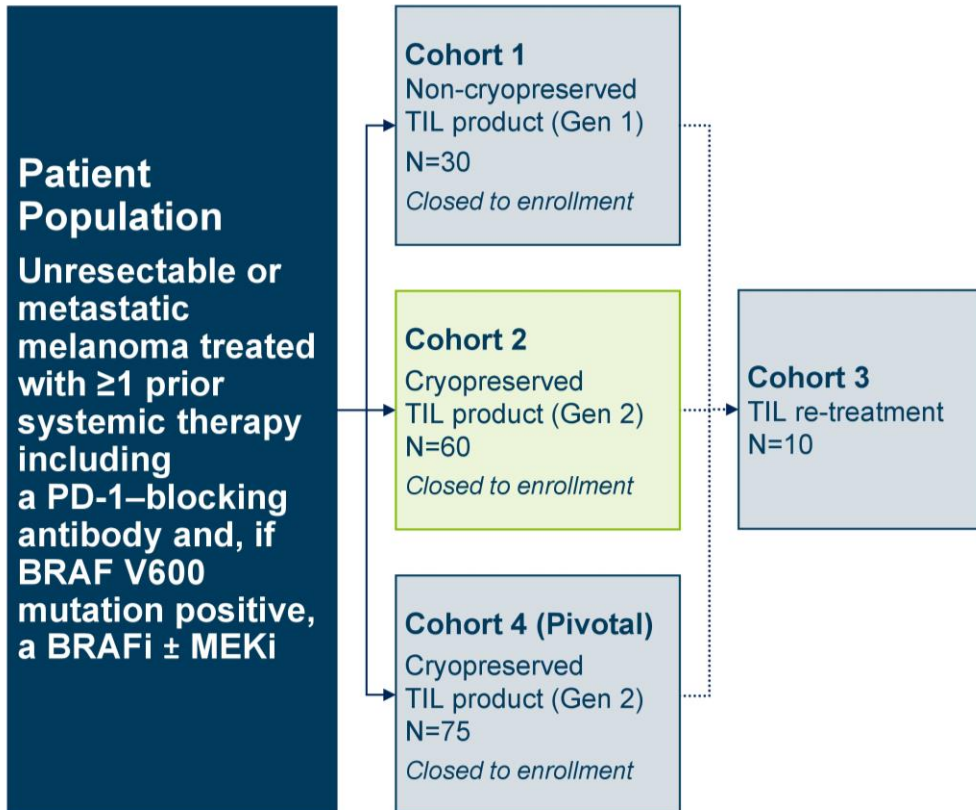 Patient
Population
Unresectable or
metastatic
melanoma treated
with ≥1 prior
systemic therapy
including
a PD-1–blocking
antibody and, if
BRAF V600
mutation positive,
a BRAFi ± MEKi
Cohort 1
Non-cryopreserved
TIL product (Gen 1)
N=30
Closed to enrollment
Cohort 2
Cryopreserved
TIL product (Gen 2)
N=60
Closed to enrollment
Cohort 4 (Pivotal)
Cryopreserved
TIL product (Gen 2)
N=75
Closed to enrollment
Cohort 3
TIL re-treatment
N=10